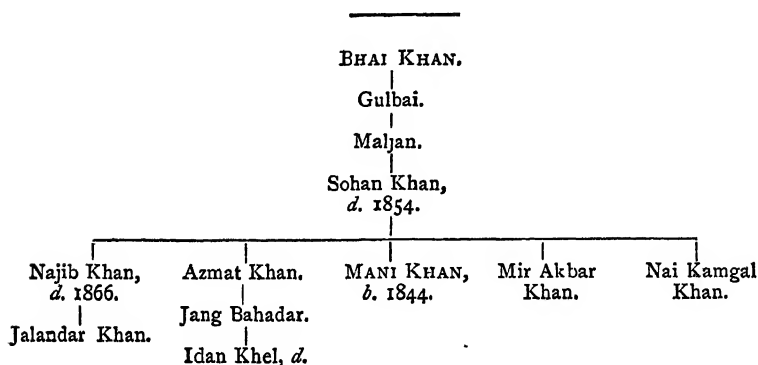 BHAI KHAN.
Gulbai.
Maljan.
Sohan Khan,
d. 1854.
Najib Khan, Azmat Khan. MANI KHAN, Mir Akbar Nai Kamgal
d. 1866. b. 1844. Khan. Khan.
Jalandar Khan. Jang Bahadar.
Idan Khel, d.